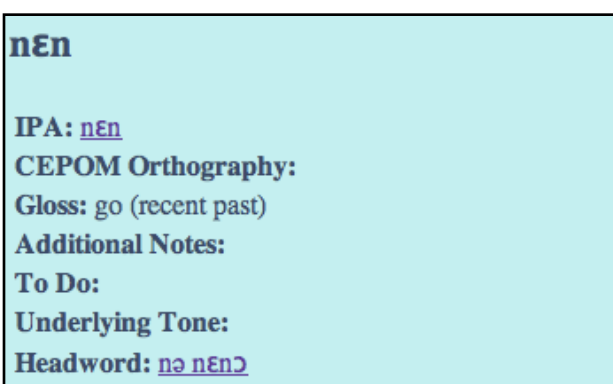 nɛn
IPA: nɛn
CEPOM Orthography:
Gloss: go (recent past)
Additional Notes:
To Do:
Underlying Tone:
Headword: nə nɛnɔ